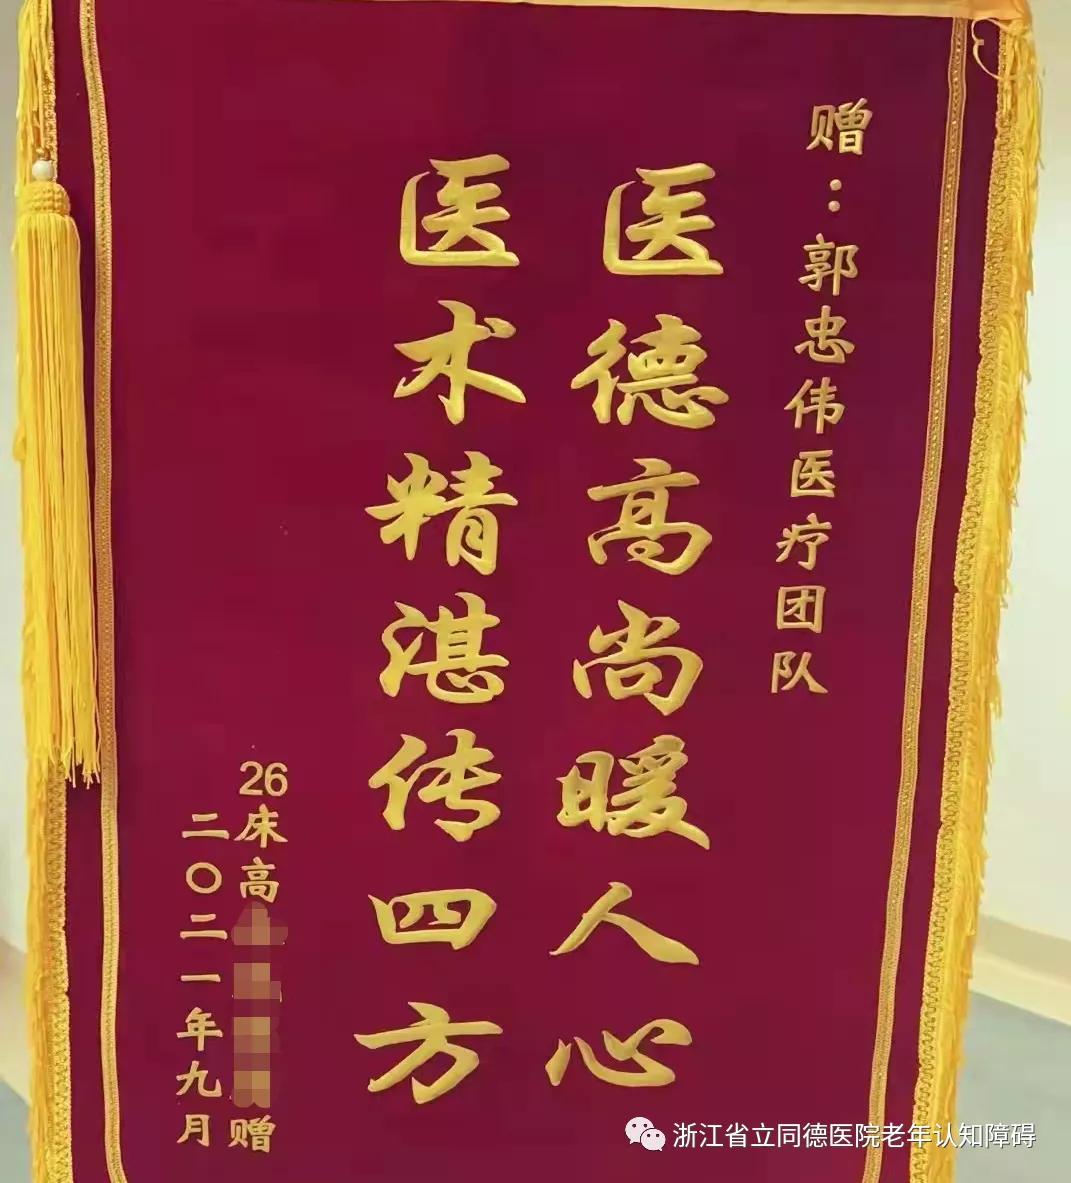 赠：郭忠伟医疗团队
医德高尚暖人心
医术精湛传四方
26床高赠
二〇二一年九月
浙江省立同德医院老年认知障碍